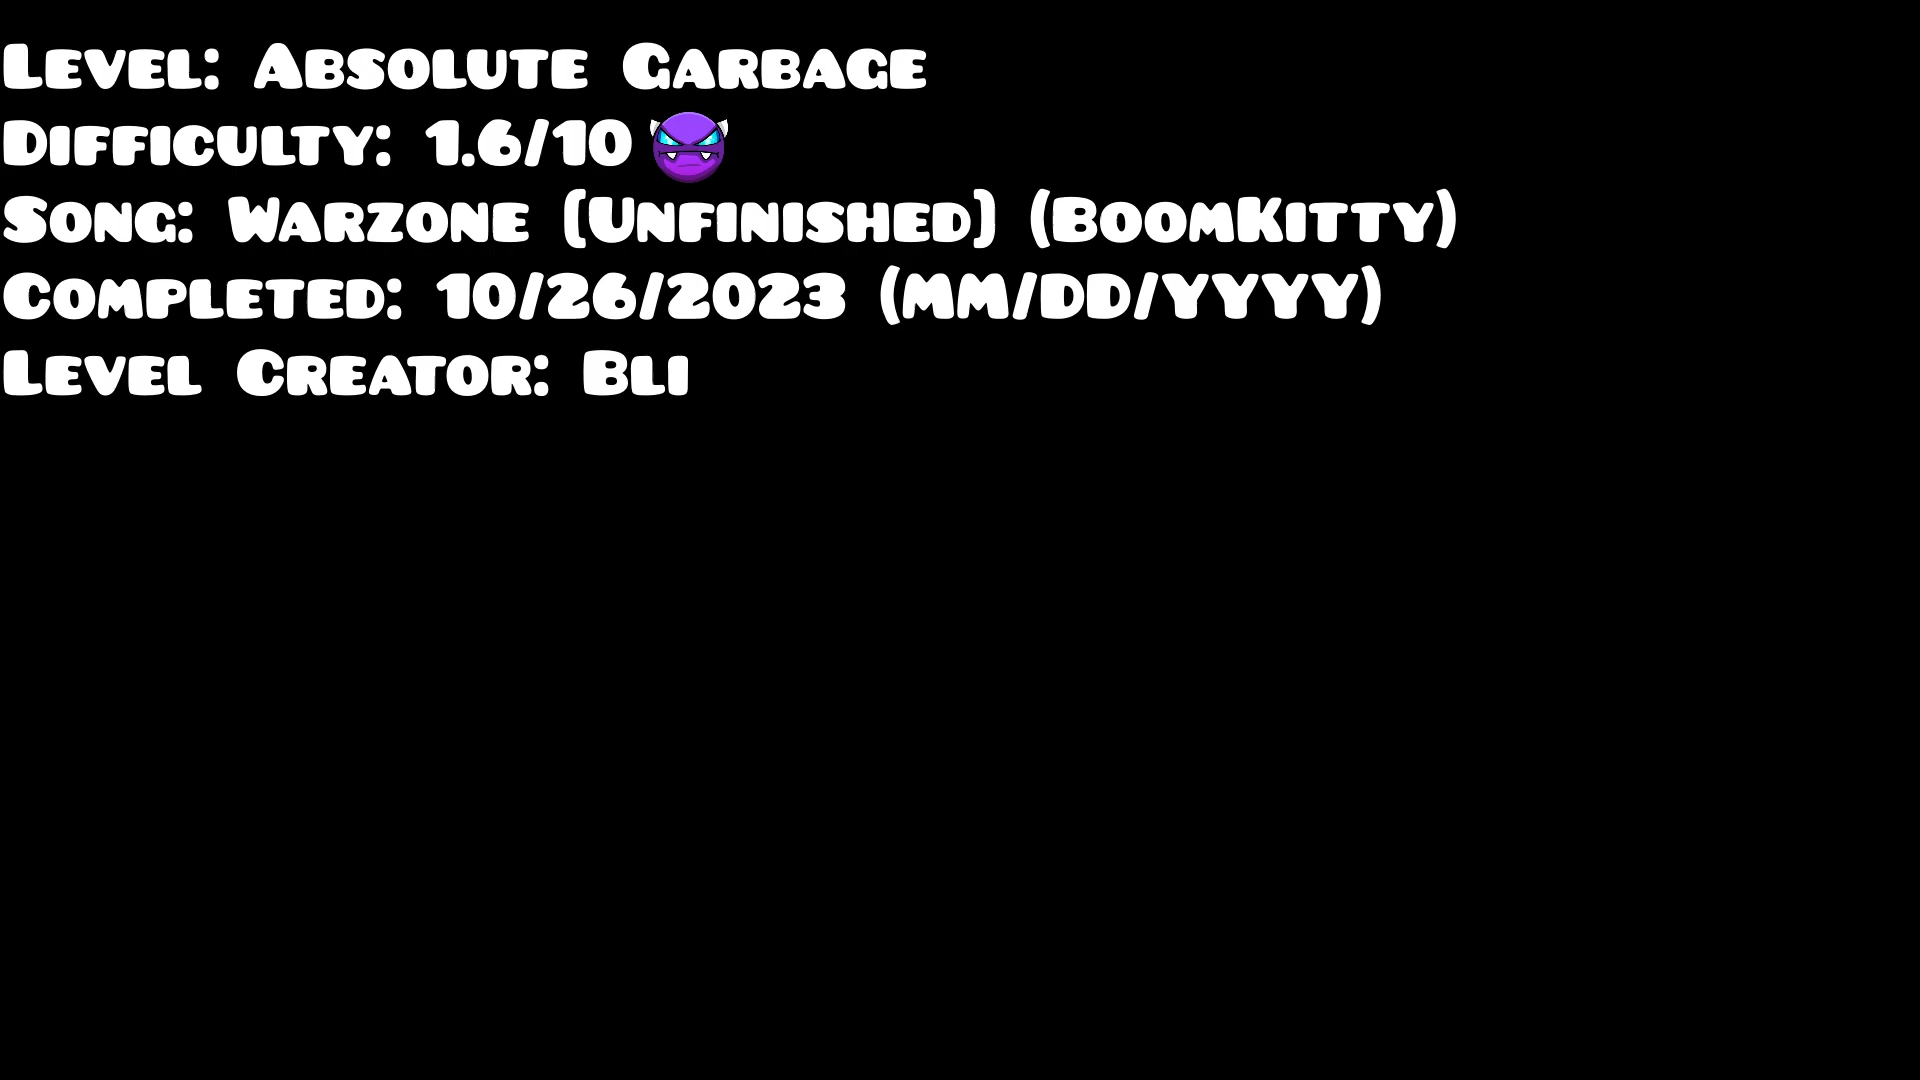 Level: Absolute Garbage
Difficulty: 1.6/10
Song: Warzone [Unfinished] (BoomKitty)
Completed: 10/26/2023 (MM/DD/YYYY)
Level Creator: Bli